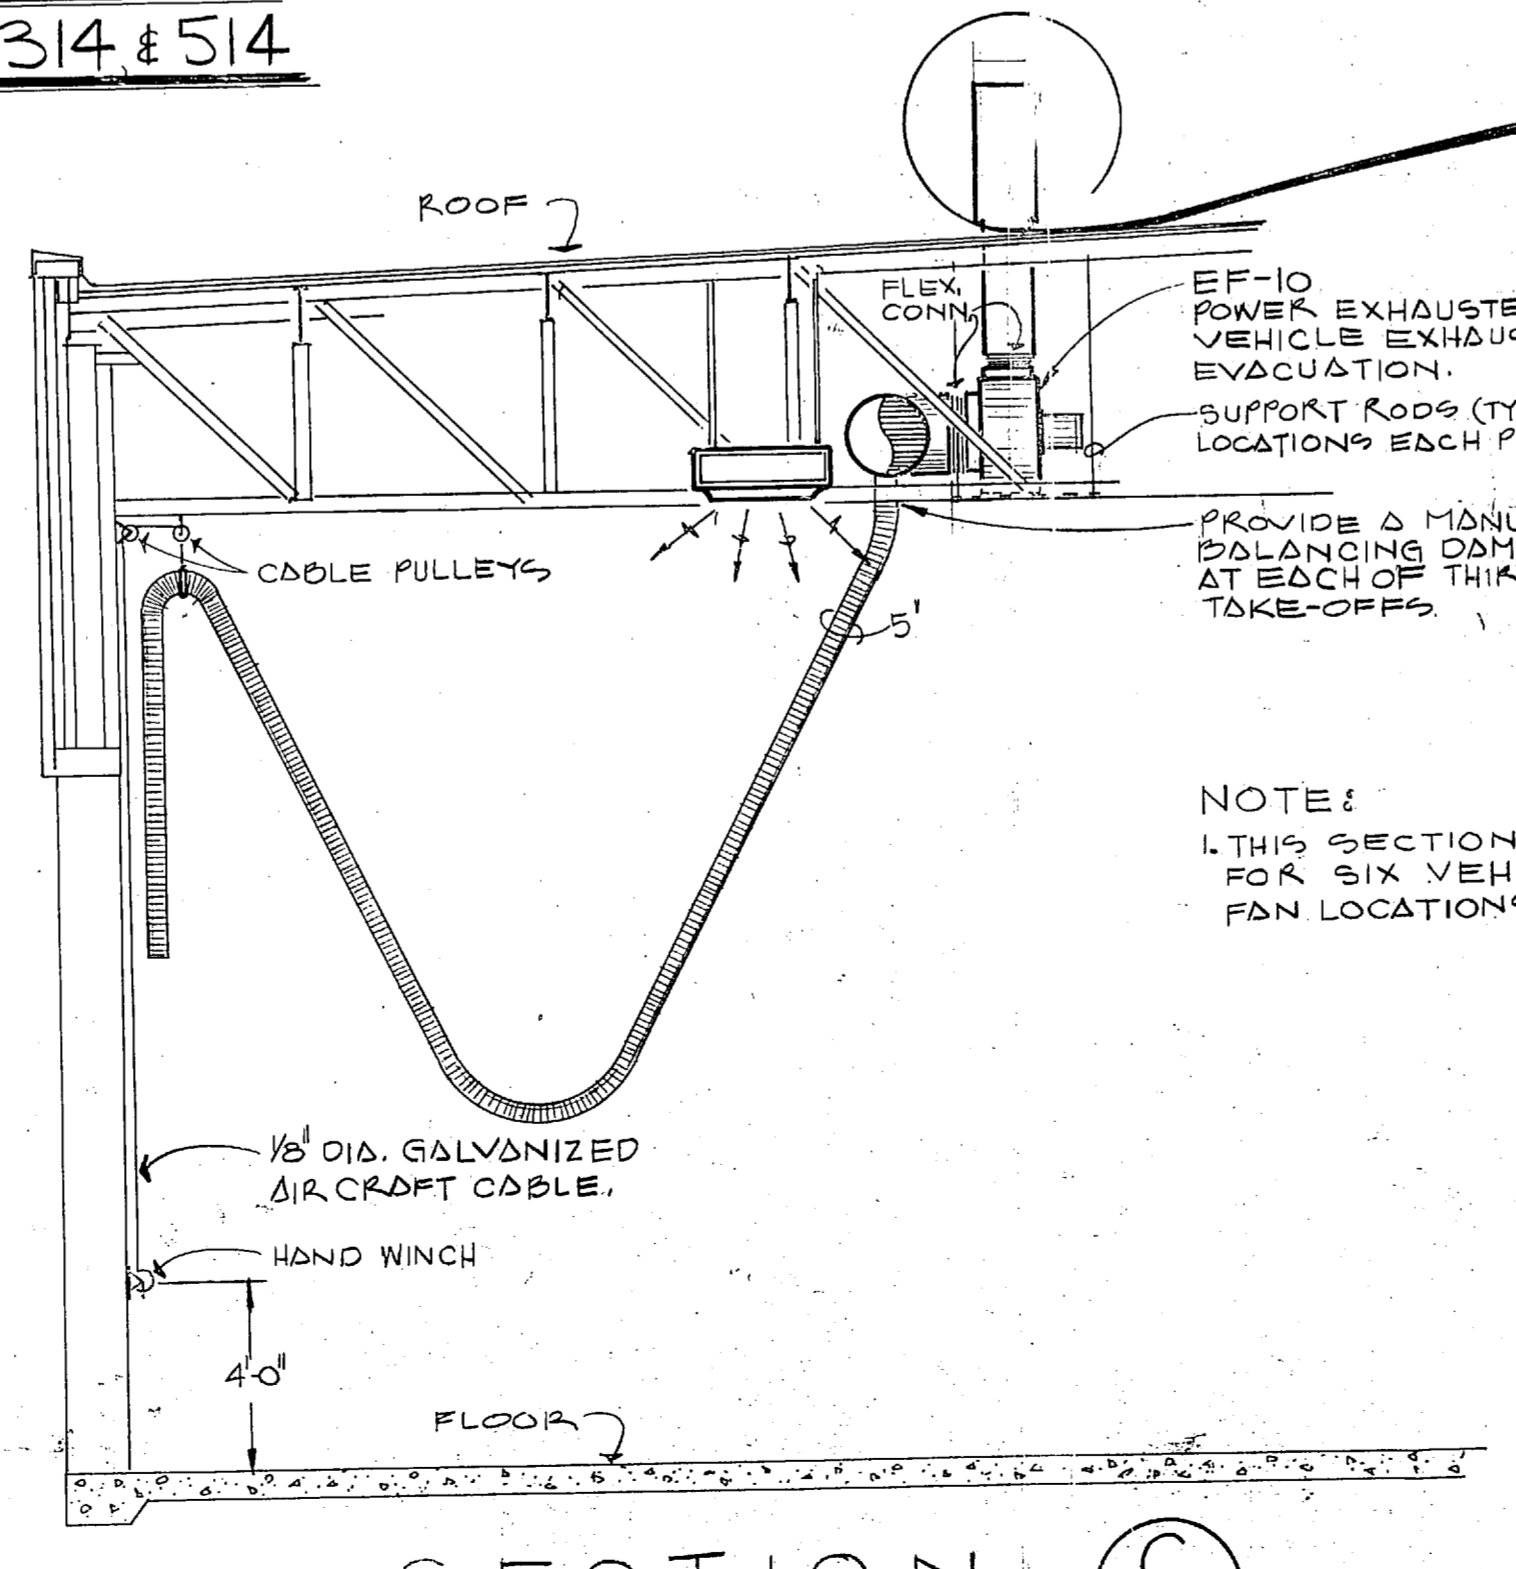 314 & 514
ROOF
FLEX.
CONN.
EF-10
POWER EXHAUSTE
VEHICLE EXHAUS
EVACUATION.
SUPPORT RODS (TY
LOCATIONS EACH P
PROVIDE A MANU
BALANCING DAM
AT EACH OF THIR
TAKE-OFFS.
CABLE PULLEYS
5"
NOTE:
1. THIS SECTION
FOR SIX VEH
FAN LOCATIONS
1/8" DIA. GALVANIZED
AIRCRAFT CABLE.
HAND WINCH
4'-0"
FLOOR
SECTION C